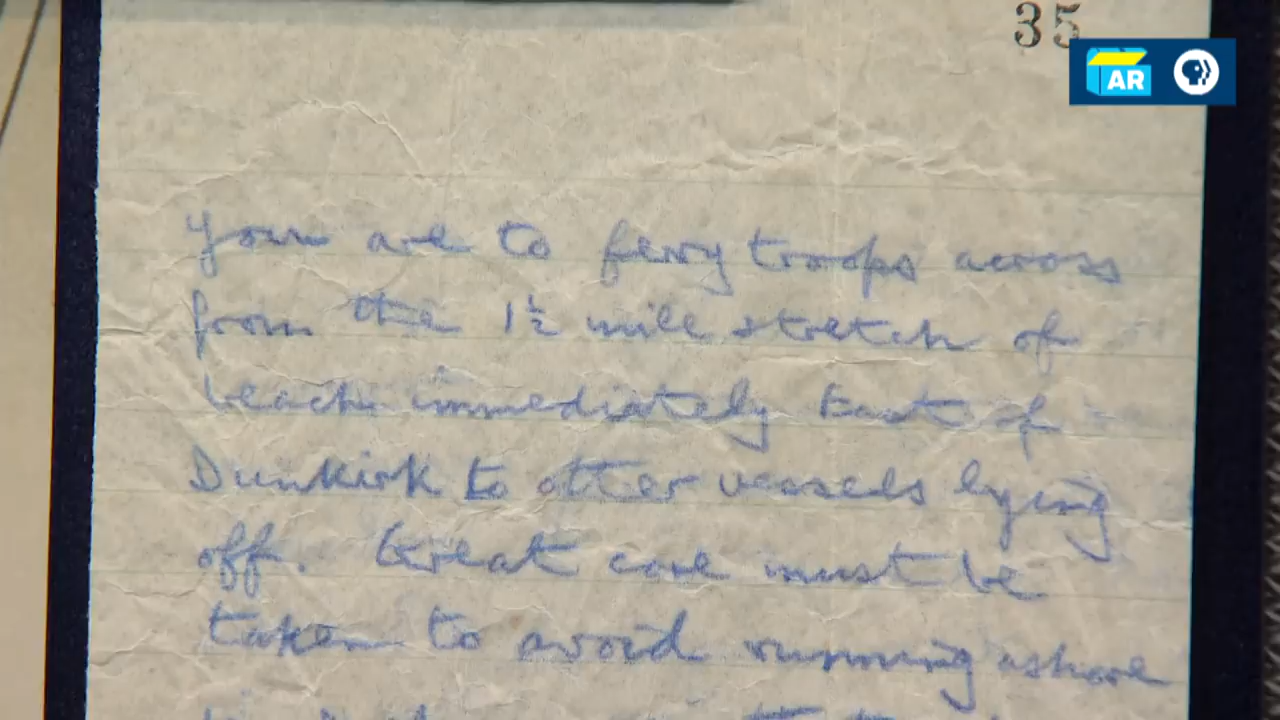 35
AR
You are to ferry troops across
from the 1½ mile stretch of
beach immediately East of
Dunkirk to other vessels lying
off. Great care must be
taken to avoid running ashore